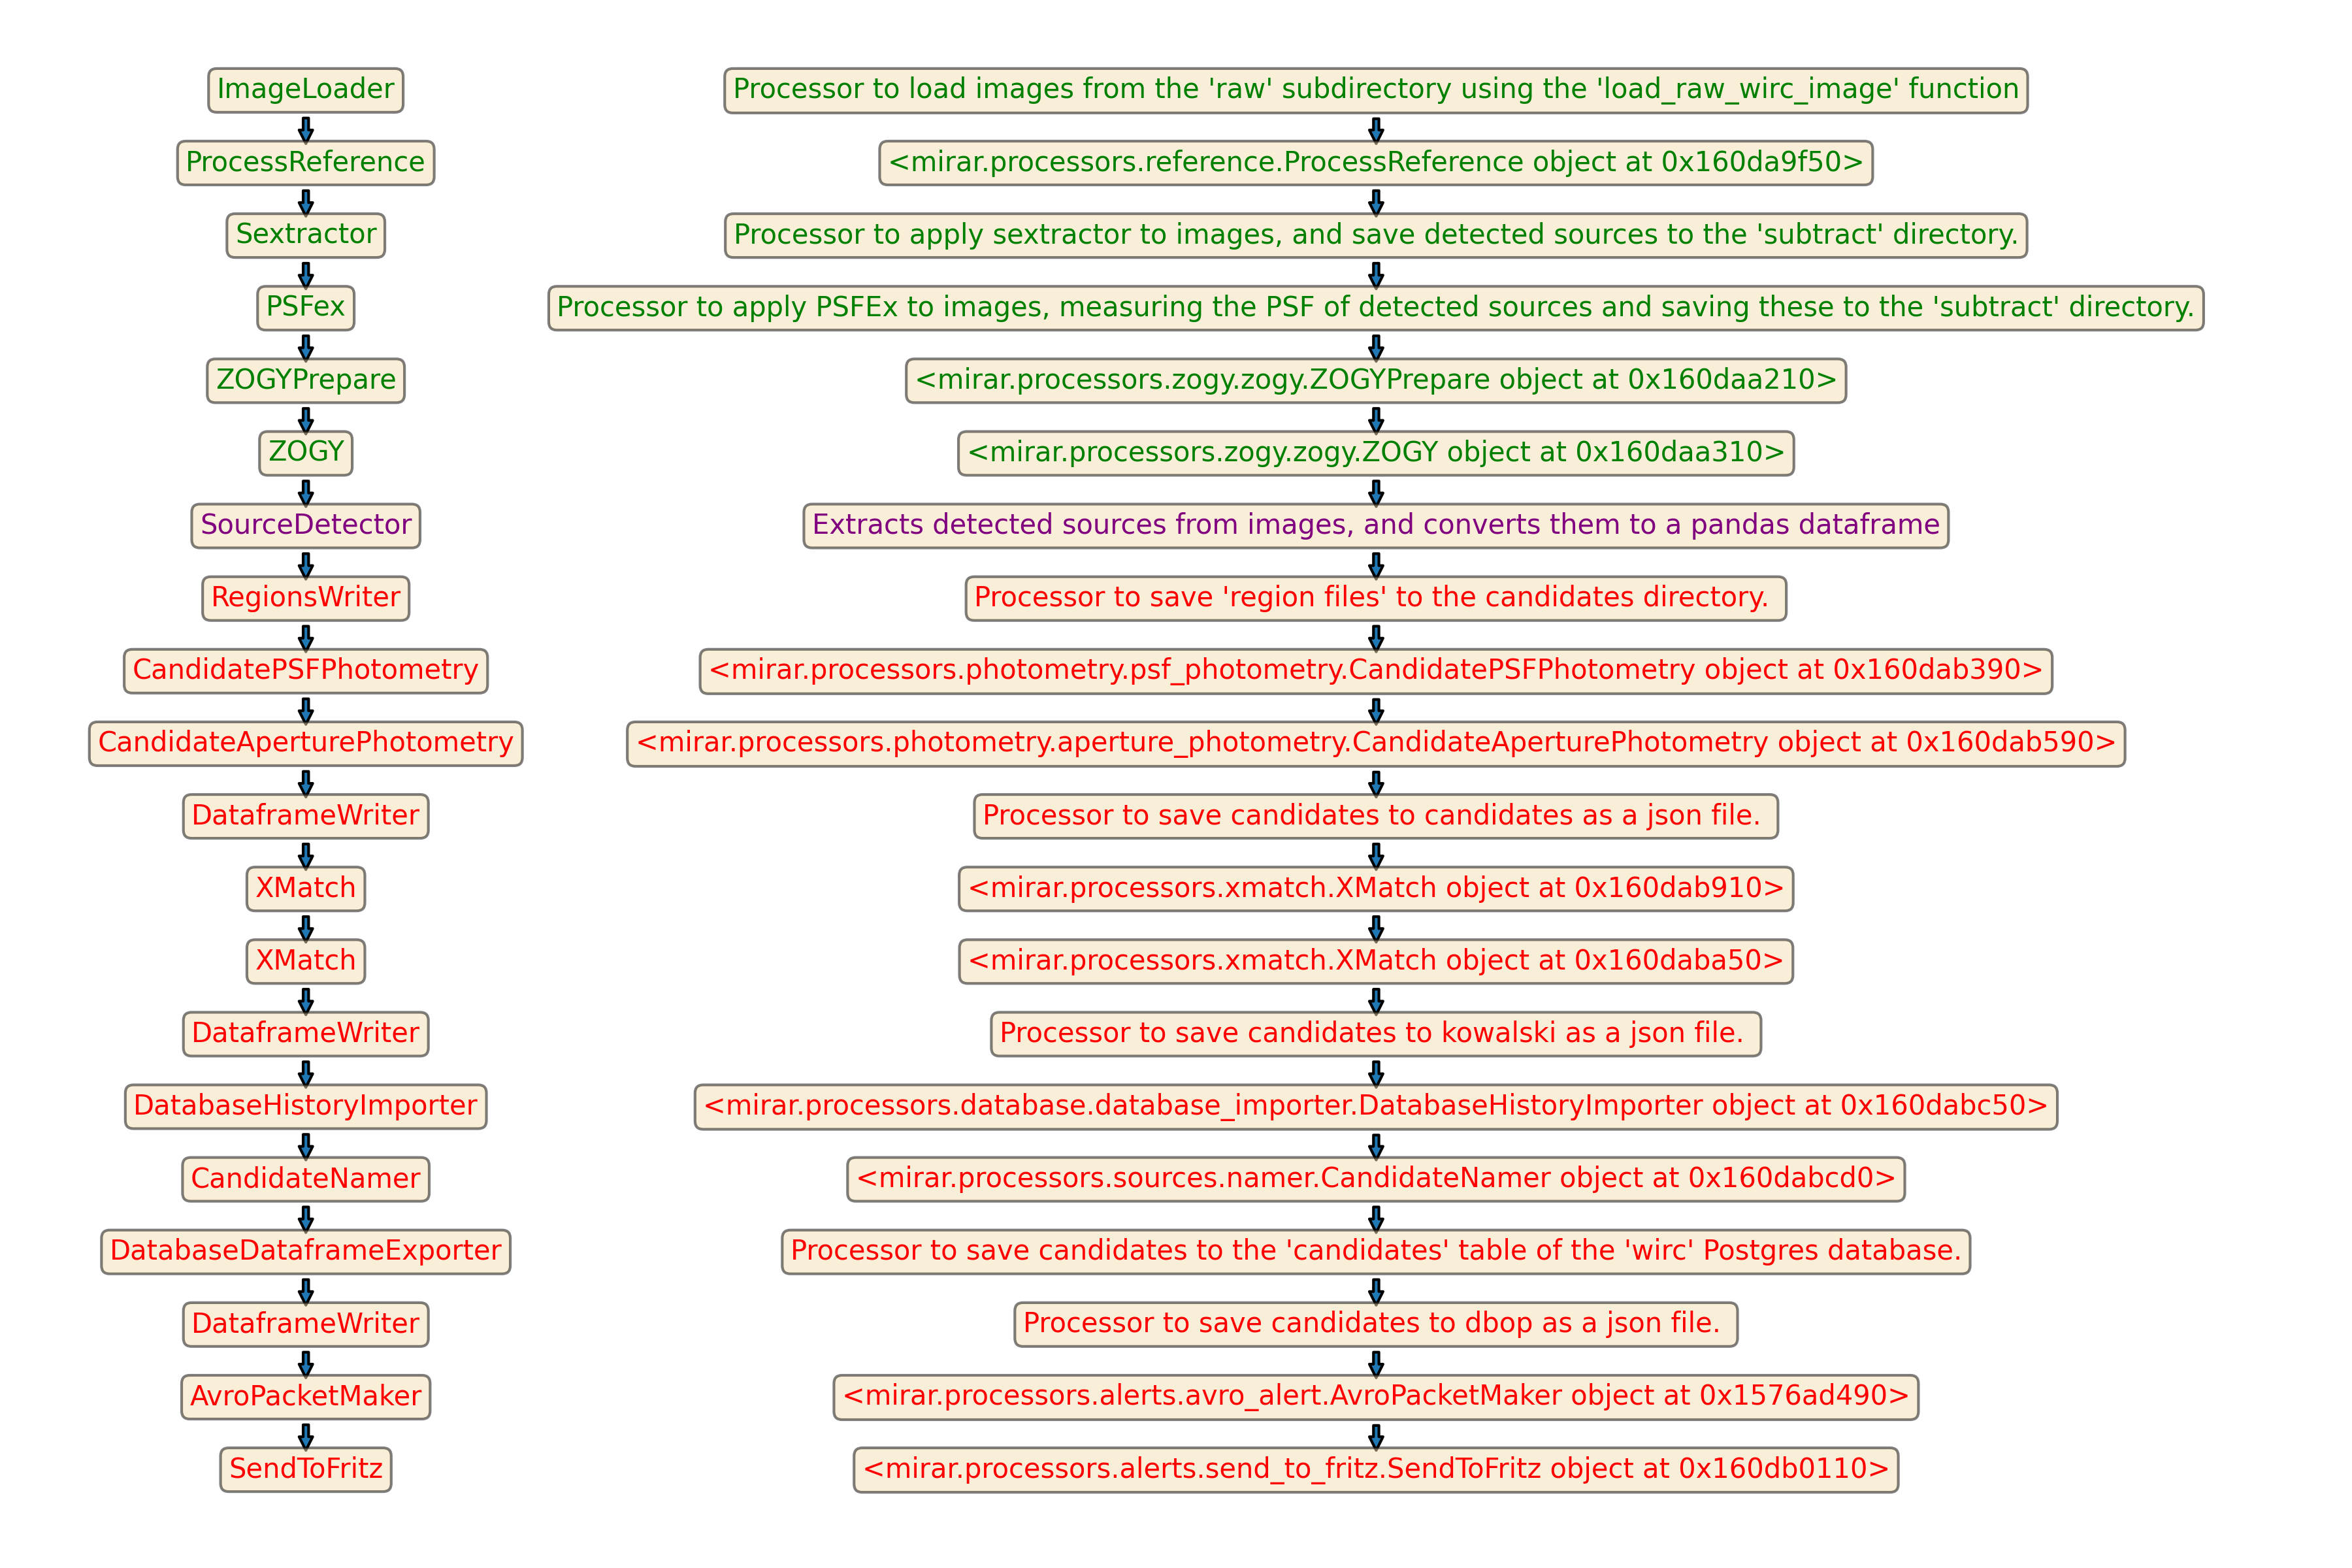 ImageLoader
Processor to load images from the 'raw' subdirectory using the 'load_raw_wirc_image' function
ProcessReference
<mirar.processors.reference.ProcessReference object at 0x160da9f50>
Sextractor
Processor to apply sextractor to images, and save detected sources to the 'subtract' directory.
PSFex
Processor to apply PSFEx to images, measuring the PSF of detected sources and saving these to the 'subtract' directory.
ZOGYPrepare
<mirar.processors.zogy.zogy.ZOGYPrepare object at 0x160daa210>
ZOGY
<mirar.processors.zogy.zogy.ZOGY object at 0x160daa310>
SourceDetector
Extracts detected sources from images, and converts them to a pandas dataframe
RegionsWriter
Processor to save 'region files' to the candidates directory.
CandidatePSFPhotometry
<mirar.processors.photometry.psf_photometry.CandidatePSFPhotometry object at 0x160dab390>
CandidateAperturePhotometry
<mirar.processors.photometry.aperture_photometry.CandidateAperturePhotometry object at 0x160dab590>
DataframeWriter
Processor to save candidates to candidates as a json file.
XMatch
<mirar.processors.xmatch.XMatch object at 0x160dab910>
XMatch
<mirar.processors.xmatch.XMatch object at 0x160daba50>
DataframeWriter
Processor to save candidates to kowalski as a json file.
DatabaseHistoryImporter
<mirar.processors.database.database_importer.DatabaseHistoryImporter object at 0x160dabc50>
CandidateNamer
<mirar.processors.sources.namer.CandidateNamer object at 0x160dabcd0>
DatabaseDataframeExporter
Processor to save candidates to the 'candidates' table of the 'wirc' Postgres database.
DataframeWriter
Processor to save candidates to dbop as a json file.
AvroPacketMaker
<mirar.processors.alerts.avro_alert.AvroPacketMaker object at 0x1576ad490>
SendToFritz
<mirar.processors.alerts.send_to_fritz.SendToFritz object at 0x160db0110>